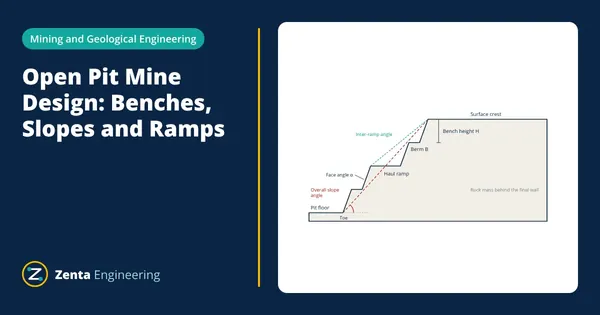 Mining and Geological Engineering
Open Pit Mine
Design: Benches,
Slopes and Ramps
Zenta Engineering
Surface crest
Inter ramp angle
Bench height H
Berm B
Face angle α
Haul ramp
Overall slope
angle
Rock mass behind the final wall
Pit floor
Toe